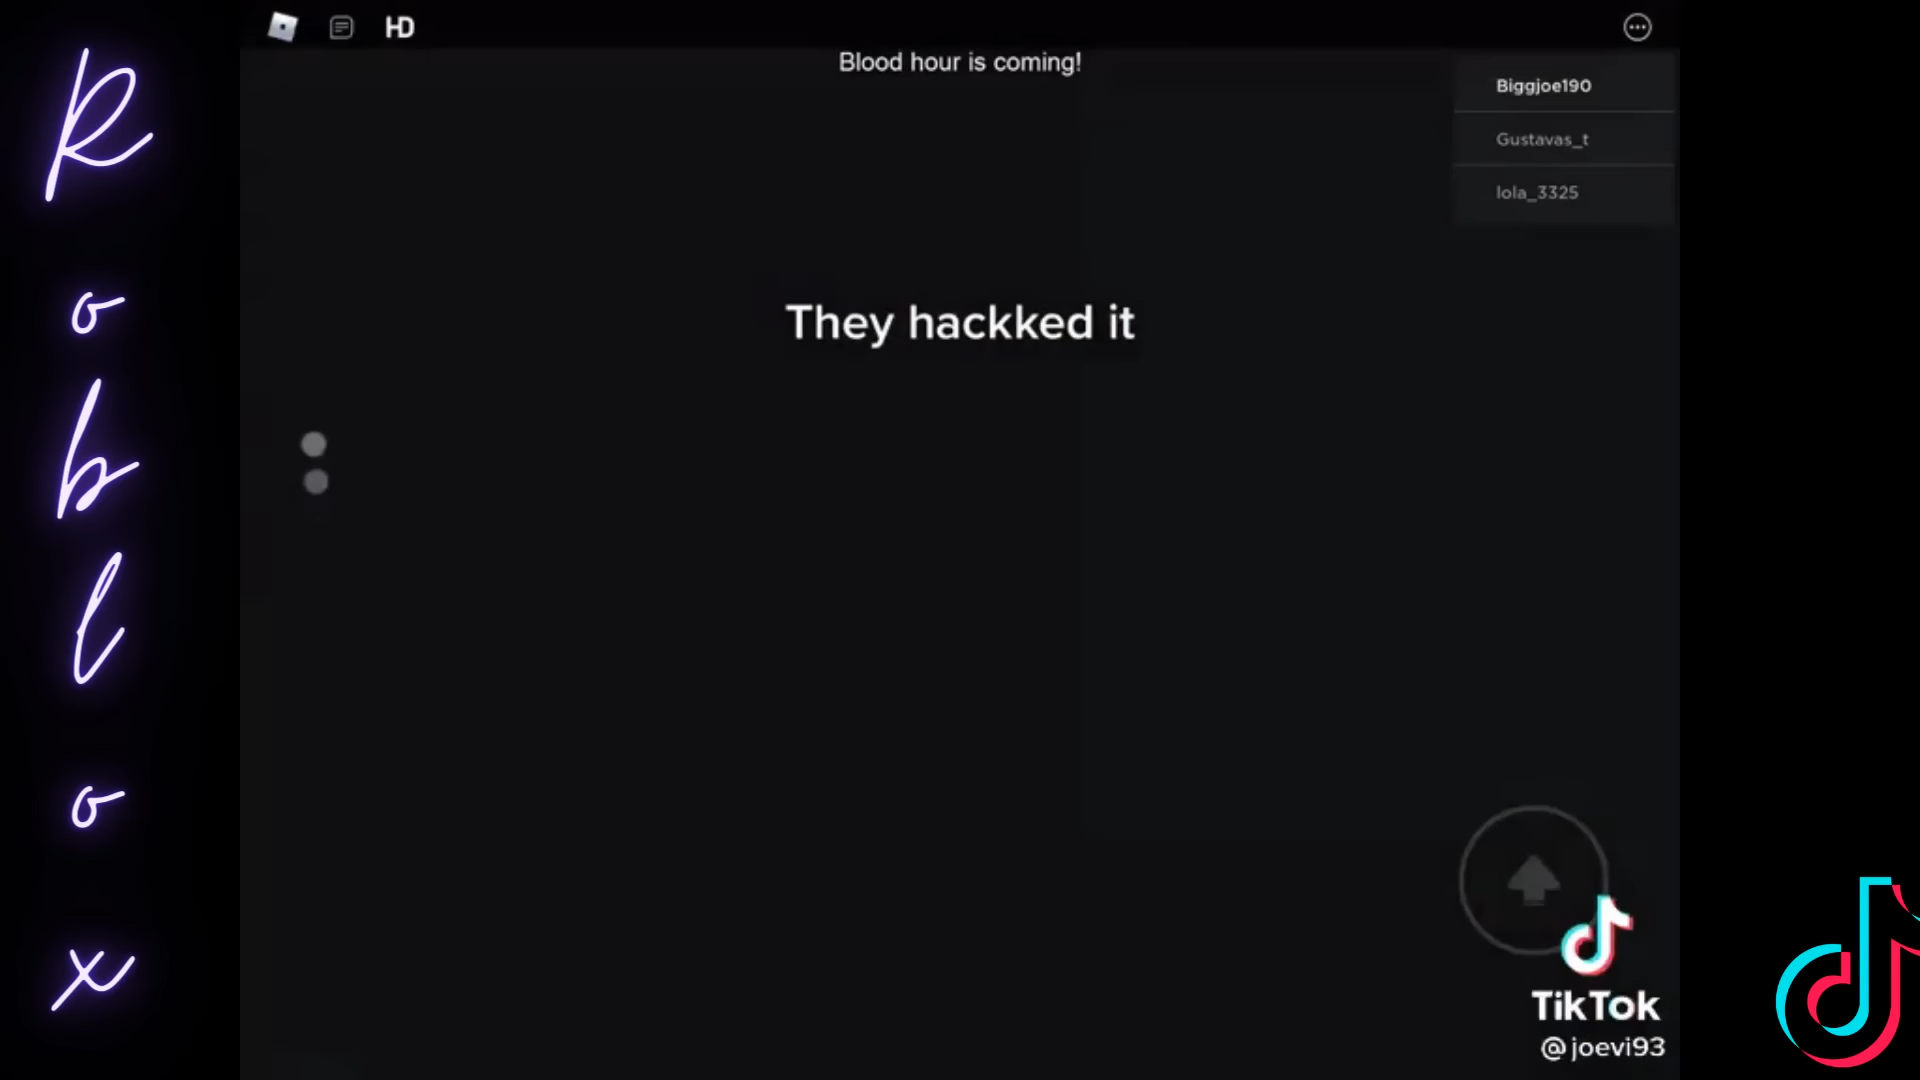 Roblox
HD
Blood hour is coming!
Biggjoe190
Gustavas_t
lola_3325
They hackked it
TikTok
@joevi93